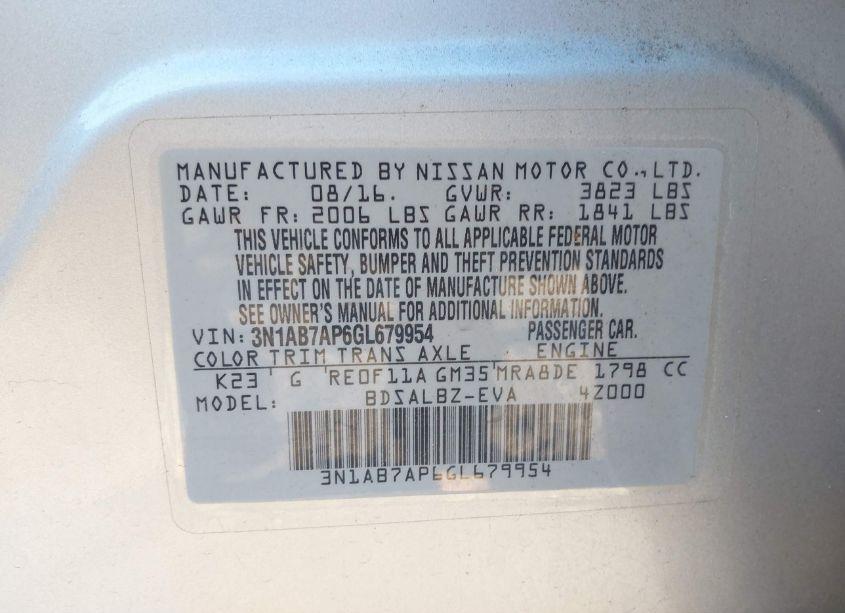 MANUFACTURED BY NISSAN MOTOR CO., LTD.
DATE: 08/16. GVWR: 3823 LBS
GAWR FR: 2006 LBS GAWR RR: 1841 LBS
THIS VEHICLE CONFORMS TO ALL APPLICABLE FEDERAL MOTOR
VEHICLE SAFETY, BUMPER AND THEFT PREVENTION STANDARDS
IN EFFECT ON THE DATE OF MANUFACTURE SHOWN ABOVE.
SEE OWNER'S MANUAL FOR ADDITIONAL INFORMATION.
VIN: 3N1AB7AP6GL679954 PASSENGER CAR.
COLOR TRIM TRANS AXLE ENGINE
K23 G RE0F11A GM35 MRA8DE 1798 CC
MODEL: BDSALBZ-EVA 4Z000
3N1AB7AP6GL679954